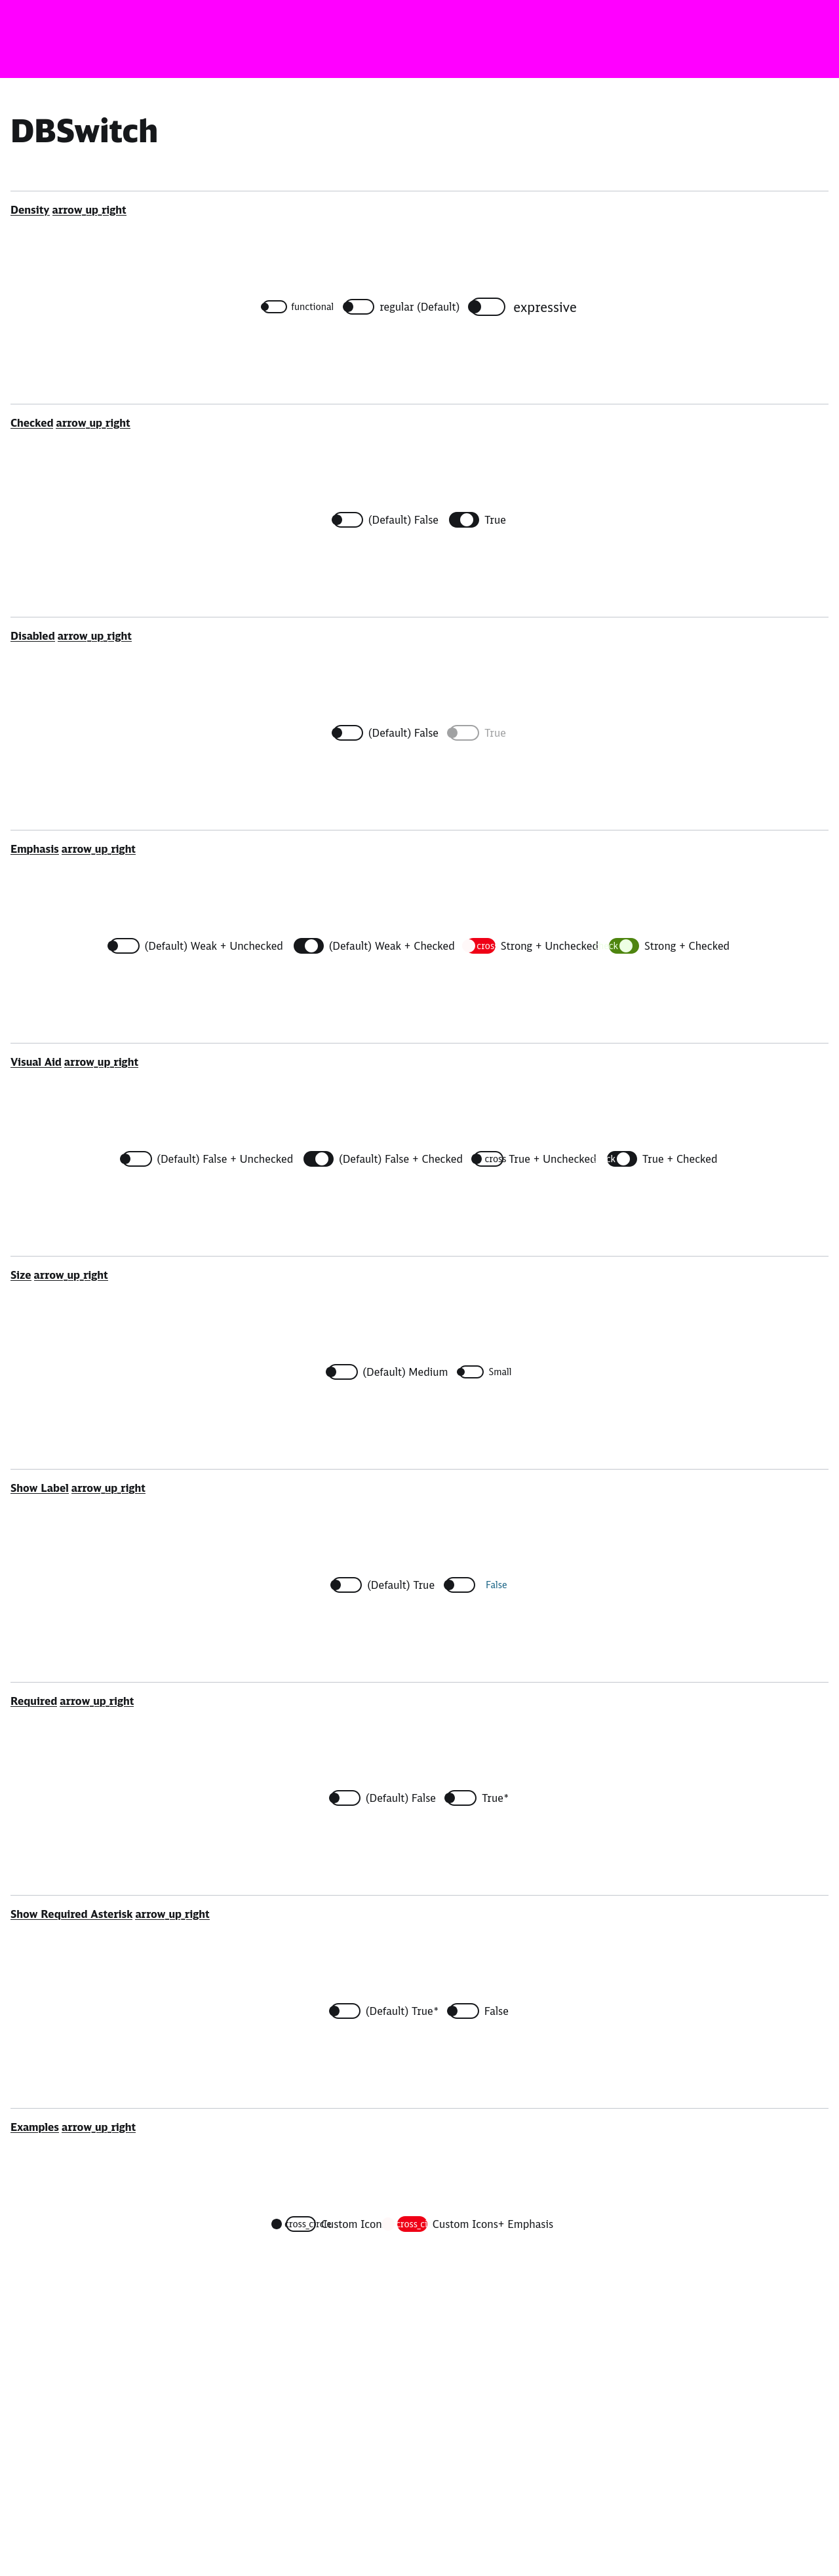 DBSwitch
Density arrow_up_right
functional regular (Default) expressive
Checked arrow_up_right
(Default) False True
Disabled arrow_up_right
(Default) False True
Emphasis arrow_up_right
(Default) Weak + Unchecked (Default) Weak + Checked cros Strong + Unchecked ck Strong + Checked
Visual Aid arrow_up_right
(Default) False + Unchecked (Default) False + Checked cross True + Unchecked ck True + Checked
Size arrow_up_right
(Default) Medium Small
Show Label arrow_up_right
(Default) True False
Required arrow_up_right
(Default) False True*
Show Required Asterisk arrow_up_right
(Default) True* False
Examples arrow_up_right
cross_circle Custom Icon cross_ci Custom Icons+ Emphasis